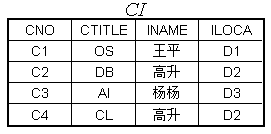 CI
CNO CTITLE INAME ILOCA
C1 OS 王平 D1
C2 DB 高升 D2
C3 AI 杨杨 D3
C4 CL 高升 D2